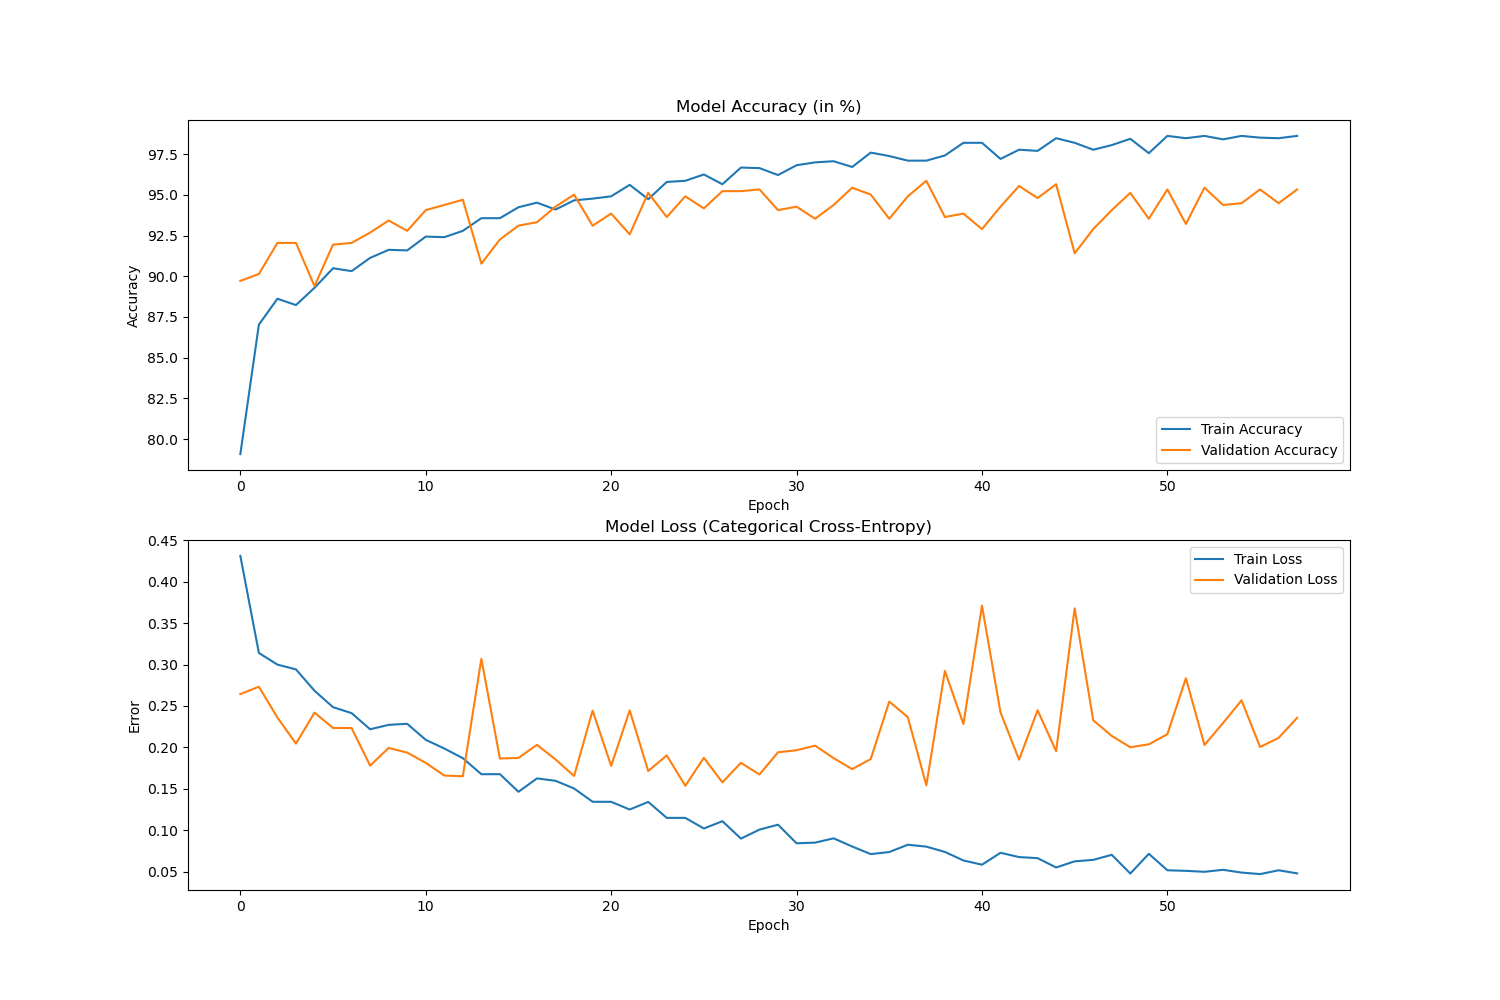 Model Accuracy (in %)
97.5
95.0
92.5
90.0
87.5
85.0
82.5
80.0
Accuracy
Train Accuracy
Validation Accuracy
0 10 20 30 40 50
Epoch
Model Loss (Categorical Cross-Entropy)
0.45
0.40
0.35
0.30
0.25
0.20
0.15
0.10
0.05
Error
Train Loss
Validation Loss
0 10 20 30 40 50
Epoch